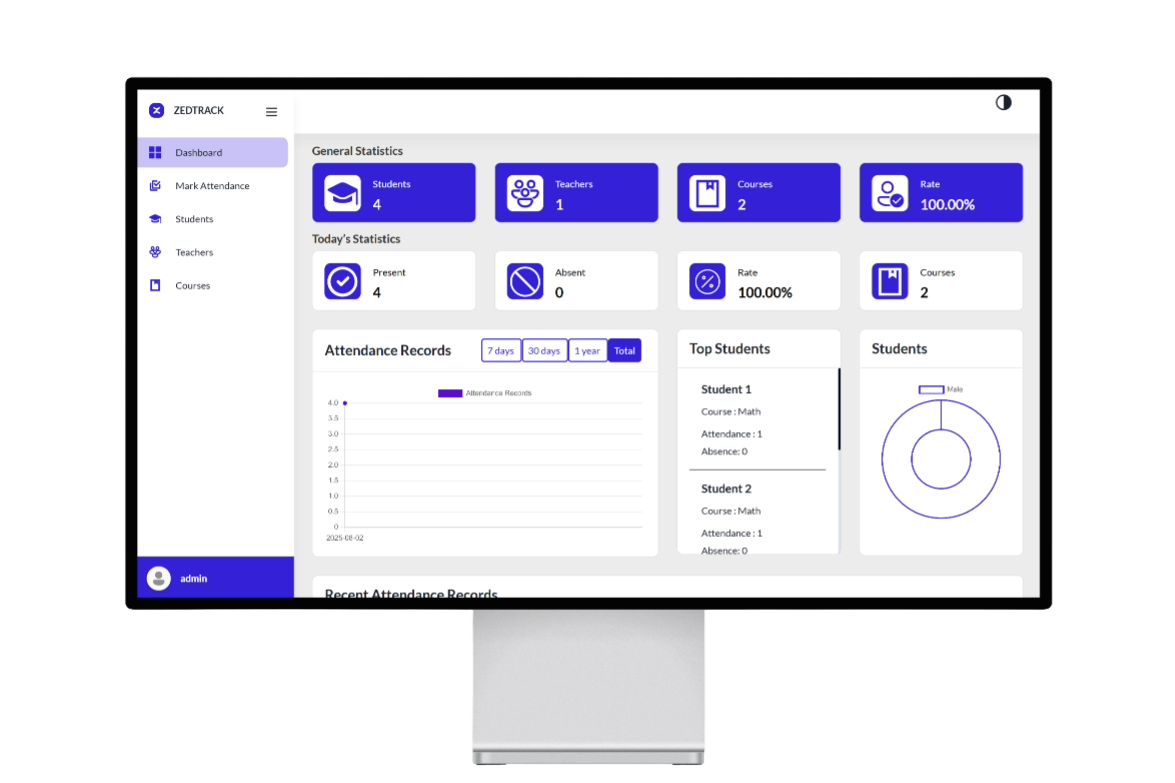 ZEDTRACK
Dashboard
Mark Attendance
Students
Teachers
Courses
admin
General Statistics
Students
4
Teachers
1
Courses
2
Rate
100.00%
Today's Statistics
Present
4
Absent
0
Rate
100.00%
Courses
2
Attendance Records
7 days
30 days
1 year
Total
Attendance Records
4.0
3.5
3.0
2.5
2.0
1.5
1.0
0.5
0
2025-08-02
Top Students
Student 1
Course : Math
Attendance : 1
Absence: 0
Student 2
Course : Math
Attendance : 1
Absence: 0
Students
Male
Recent Attendance Records